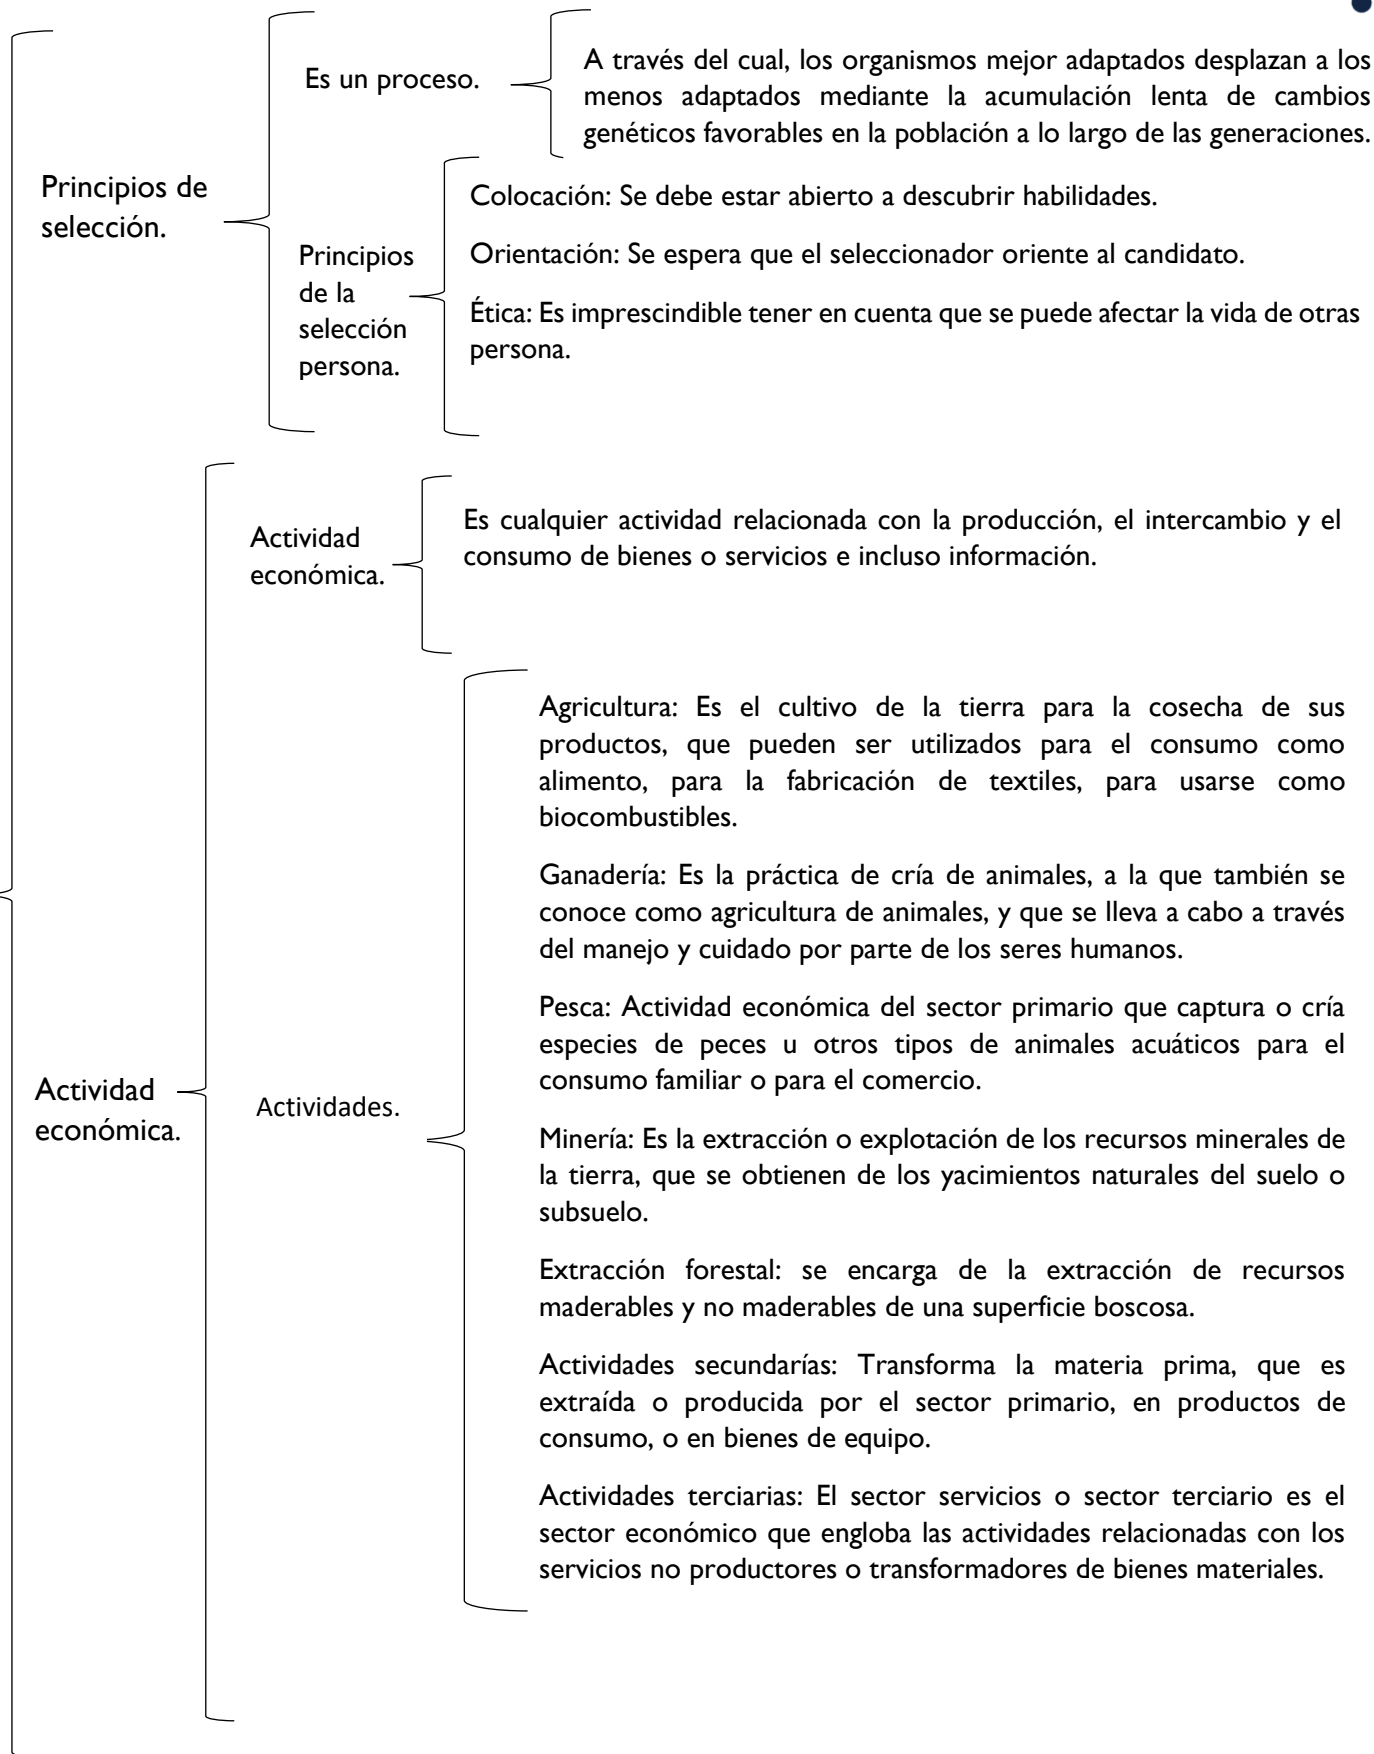 Principios de
selección.
Es un proceso.
A través del cual, los organismos mejor adaptados desplazan a los
menos adaptados mediante la acumulación lenta de cambios
genéticos favorables en la población a lo largo de las generaciones.
Principios
de la
selección
persona.
Colocación: Se debe estar abierto a descubrir habilidades.
Orientación: Se espera que el seleccionador oriente al candidato.
Ética: Es imprescindible tener en cuenta que se puede afectar la vida de otras
persona.
Actividad
económica.
Actividad
económica.
Es cualquier actividad relacionada con la producción, el intercambio y el
consumo de bienes o servicios e incluso información.
Actividades.
Agricultura: Es el cultivo de la tierra para la cosecha de sus
productos, que pueden ser utilizados para el consumo como
alimento, para la fabricación de textiles, para usarse como
biocombustibles.
Ganadería: Es la práctica de cría de animales, a la que también se
conoce como agricultura de animales, y que se lleva a cabo a través
del manejo y cuidado por parte de los seres humanos.
Pesca: Actividad económica del sector primario que captura o cría
especies de peces u otros tipos de animales acuáticos para el
consumo familiar o para el comercio.
Minería: Es la extracción o explotación de los recursos minerales de
la tierra, que se obtienen de los yacimientos naturales del suelo o
subsuelo.
Extracción forestal: se encarga de la extracción de recursos
maderables y no maderables de una superficie boscosa.
Actividades secundarías: Transforma la materia prima, que es
extraída o producida por el sector primario, en productos de
consumo, o en bienes de equipo.
Actividades terciarias: El sector servicios o sector terciario es el
sector económico que engloba las actividades relacionadas con los
servicios no productores o transformadores de bienes materiales.